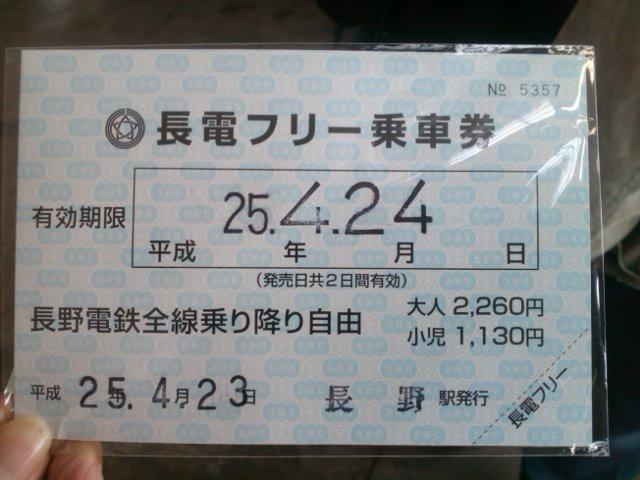 No 5357
長電フリー乗車券
有効期限 25.4.24
平成 年 月 日
(発売日共2日間有効)
長野電鉄全線乗り降り自由
大人 2,260円
小児 1,130円
平成 25年.4月.23日 長野駅発行
長電フリー